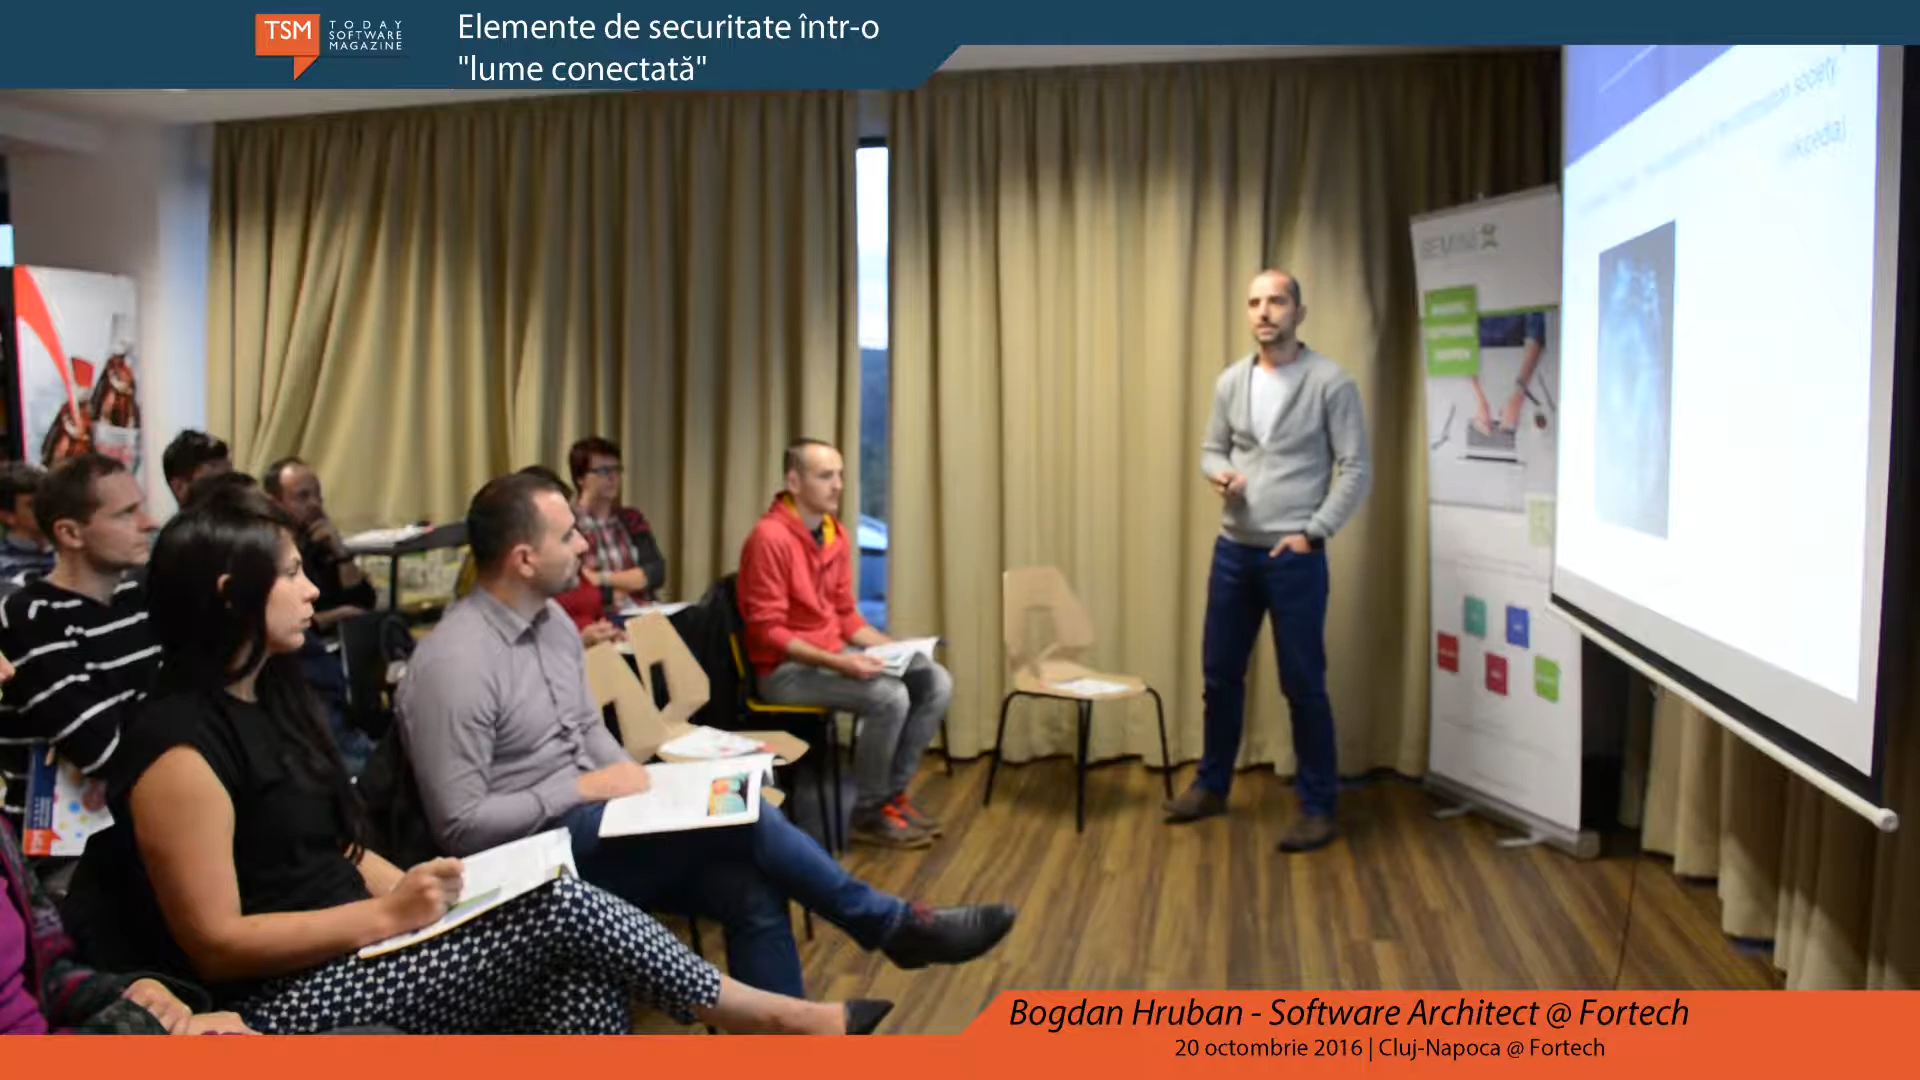 TSM
TODAY
SOFTWARE
MAGAZINE
Elemente de securitate într-o
"lume conectată"
society
Bogdan Hruban - Software Architect @ Fortech
20 octombrie 2016 | Cluj-Napoca @ Fortech